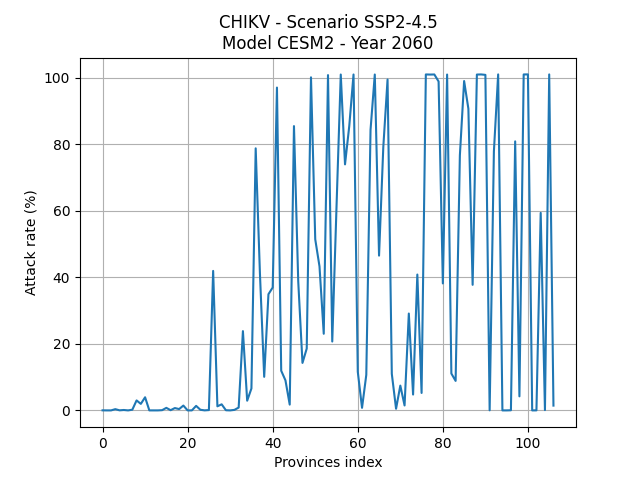 CHIKV - Scenario SSP2-4.5
Model CESM2 - Year 2060
100
80
60
40
20
0
Attack rate (%)
0 20 40 60 80 100
Provinces index